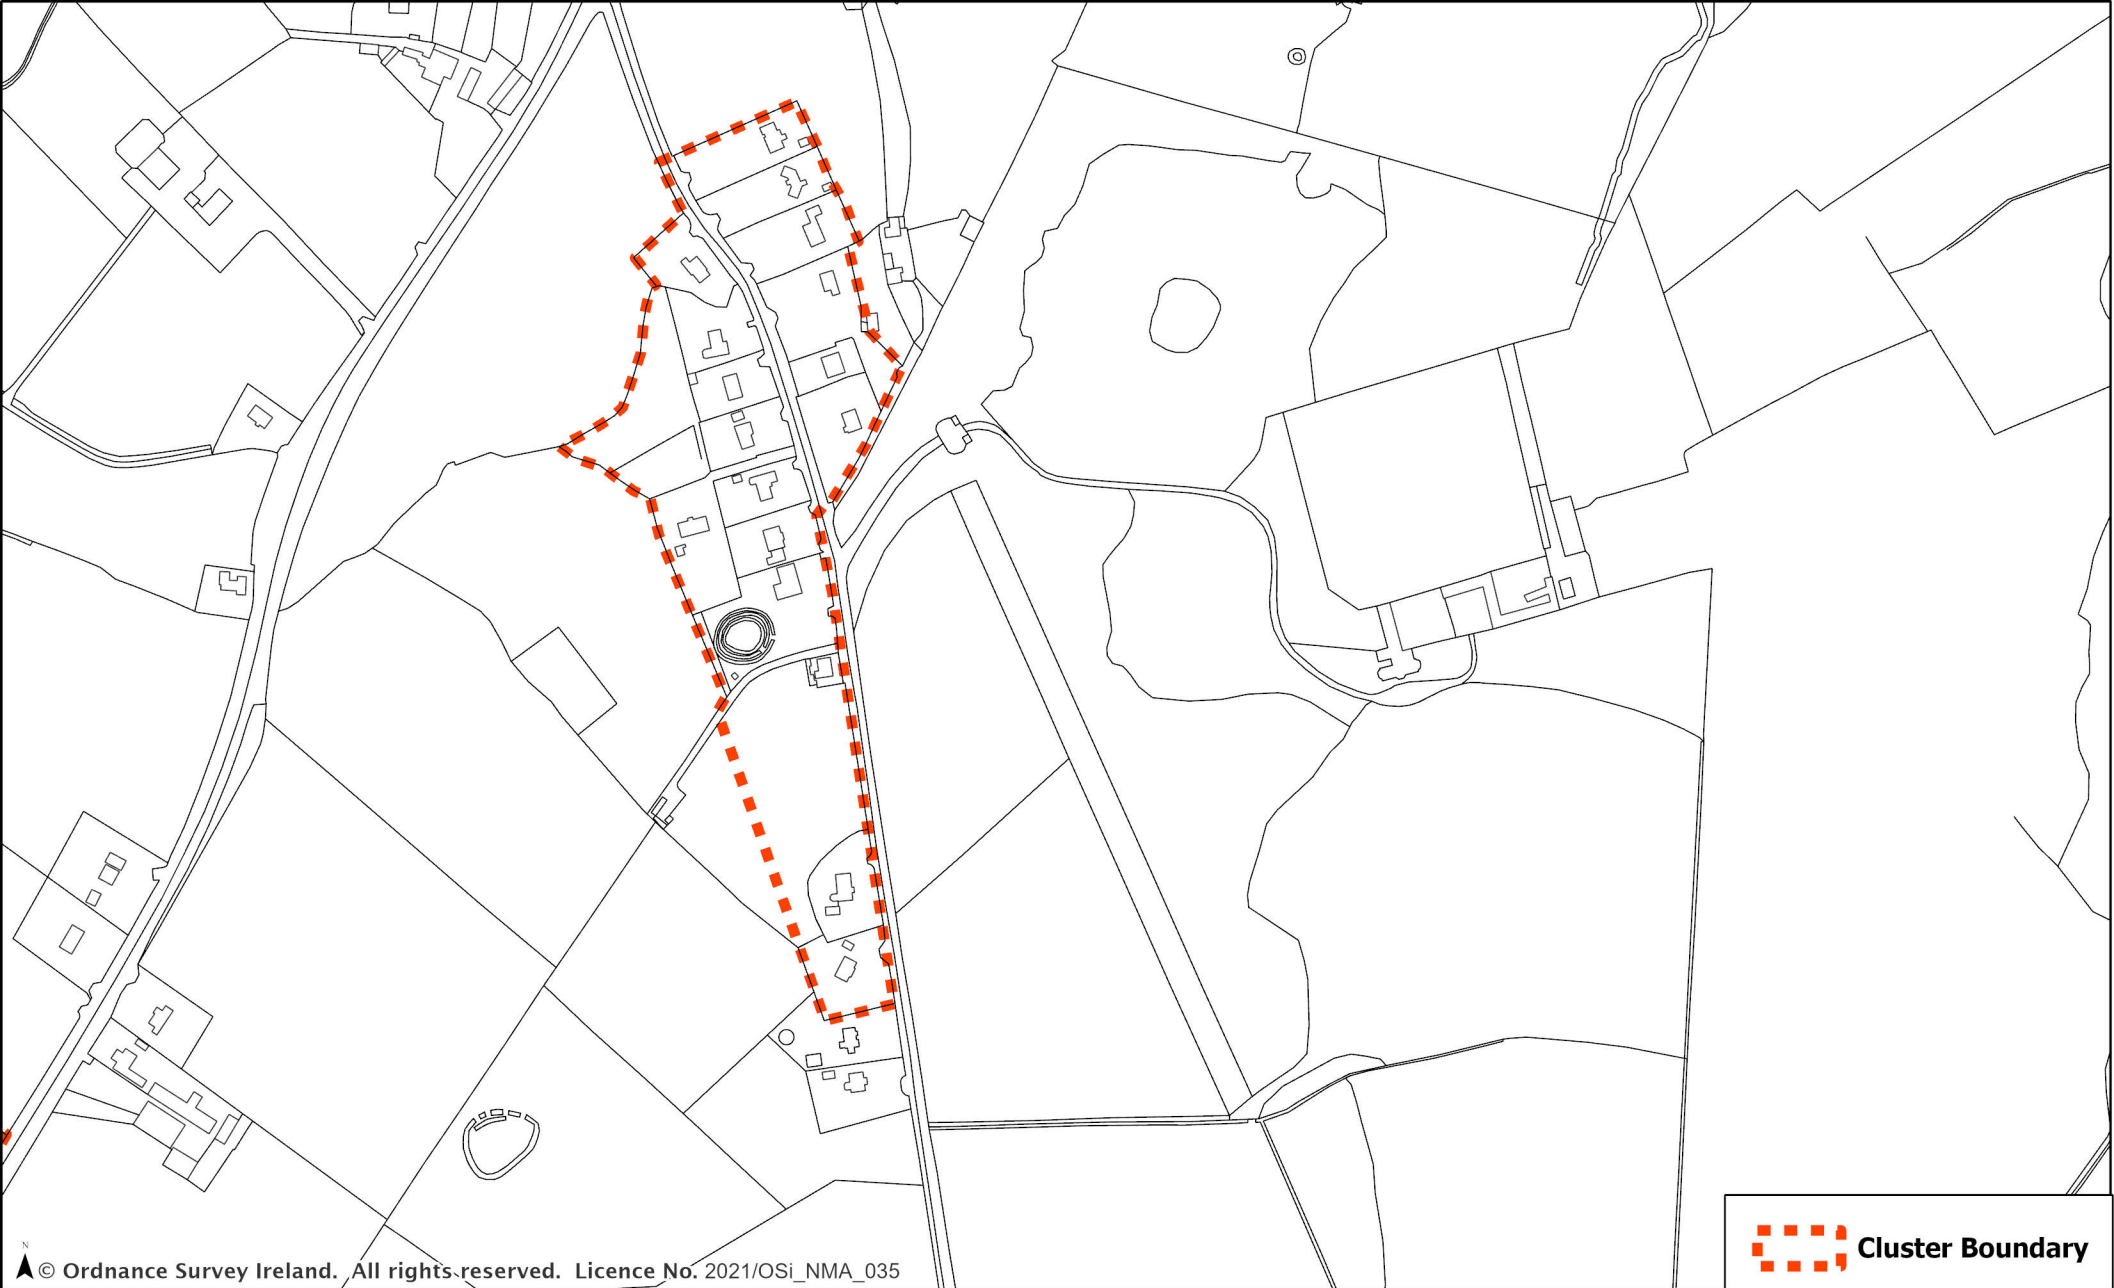 N
© Ordnance Survey Ireland. All rights reserved. Licence No. 2021/OSi_NMA_035
Cluster Boundary